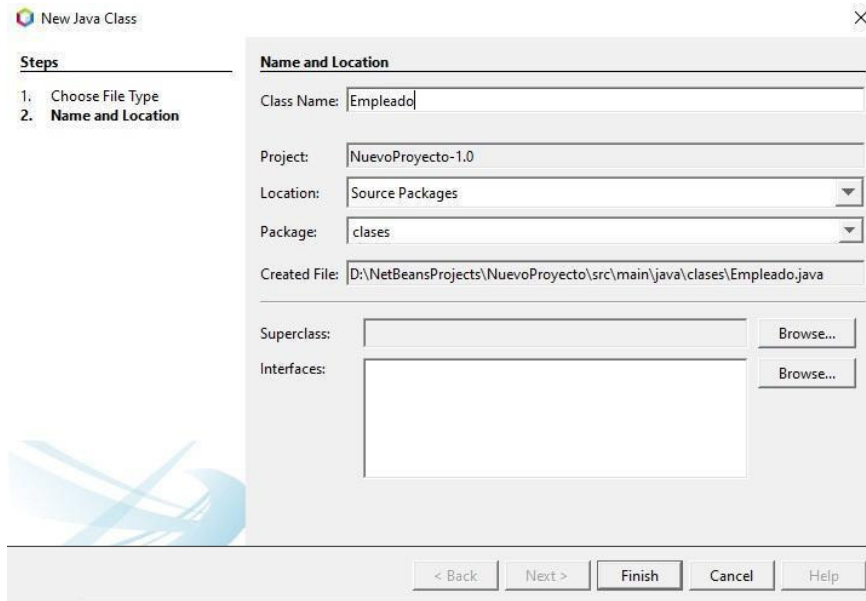 New Java Class
Steps
1. Choose File Type
2. Name and Location
Name and Location
Class Name: Empleado
Project: NuevoProyecto-1.0
Location: Source Packages
Package: clases
Created File: D:\NetBeansProjects\NuevoProyecto\src\main\java\clases\Empleado.java
Superclass: Browse...
Interfaces: Browse...
< Back Next > Finish Cancel Help